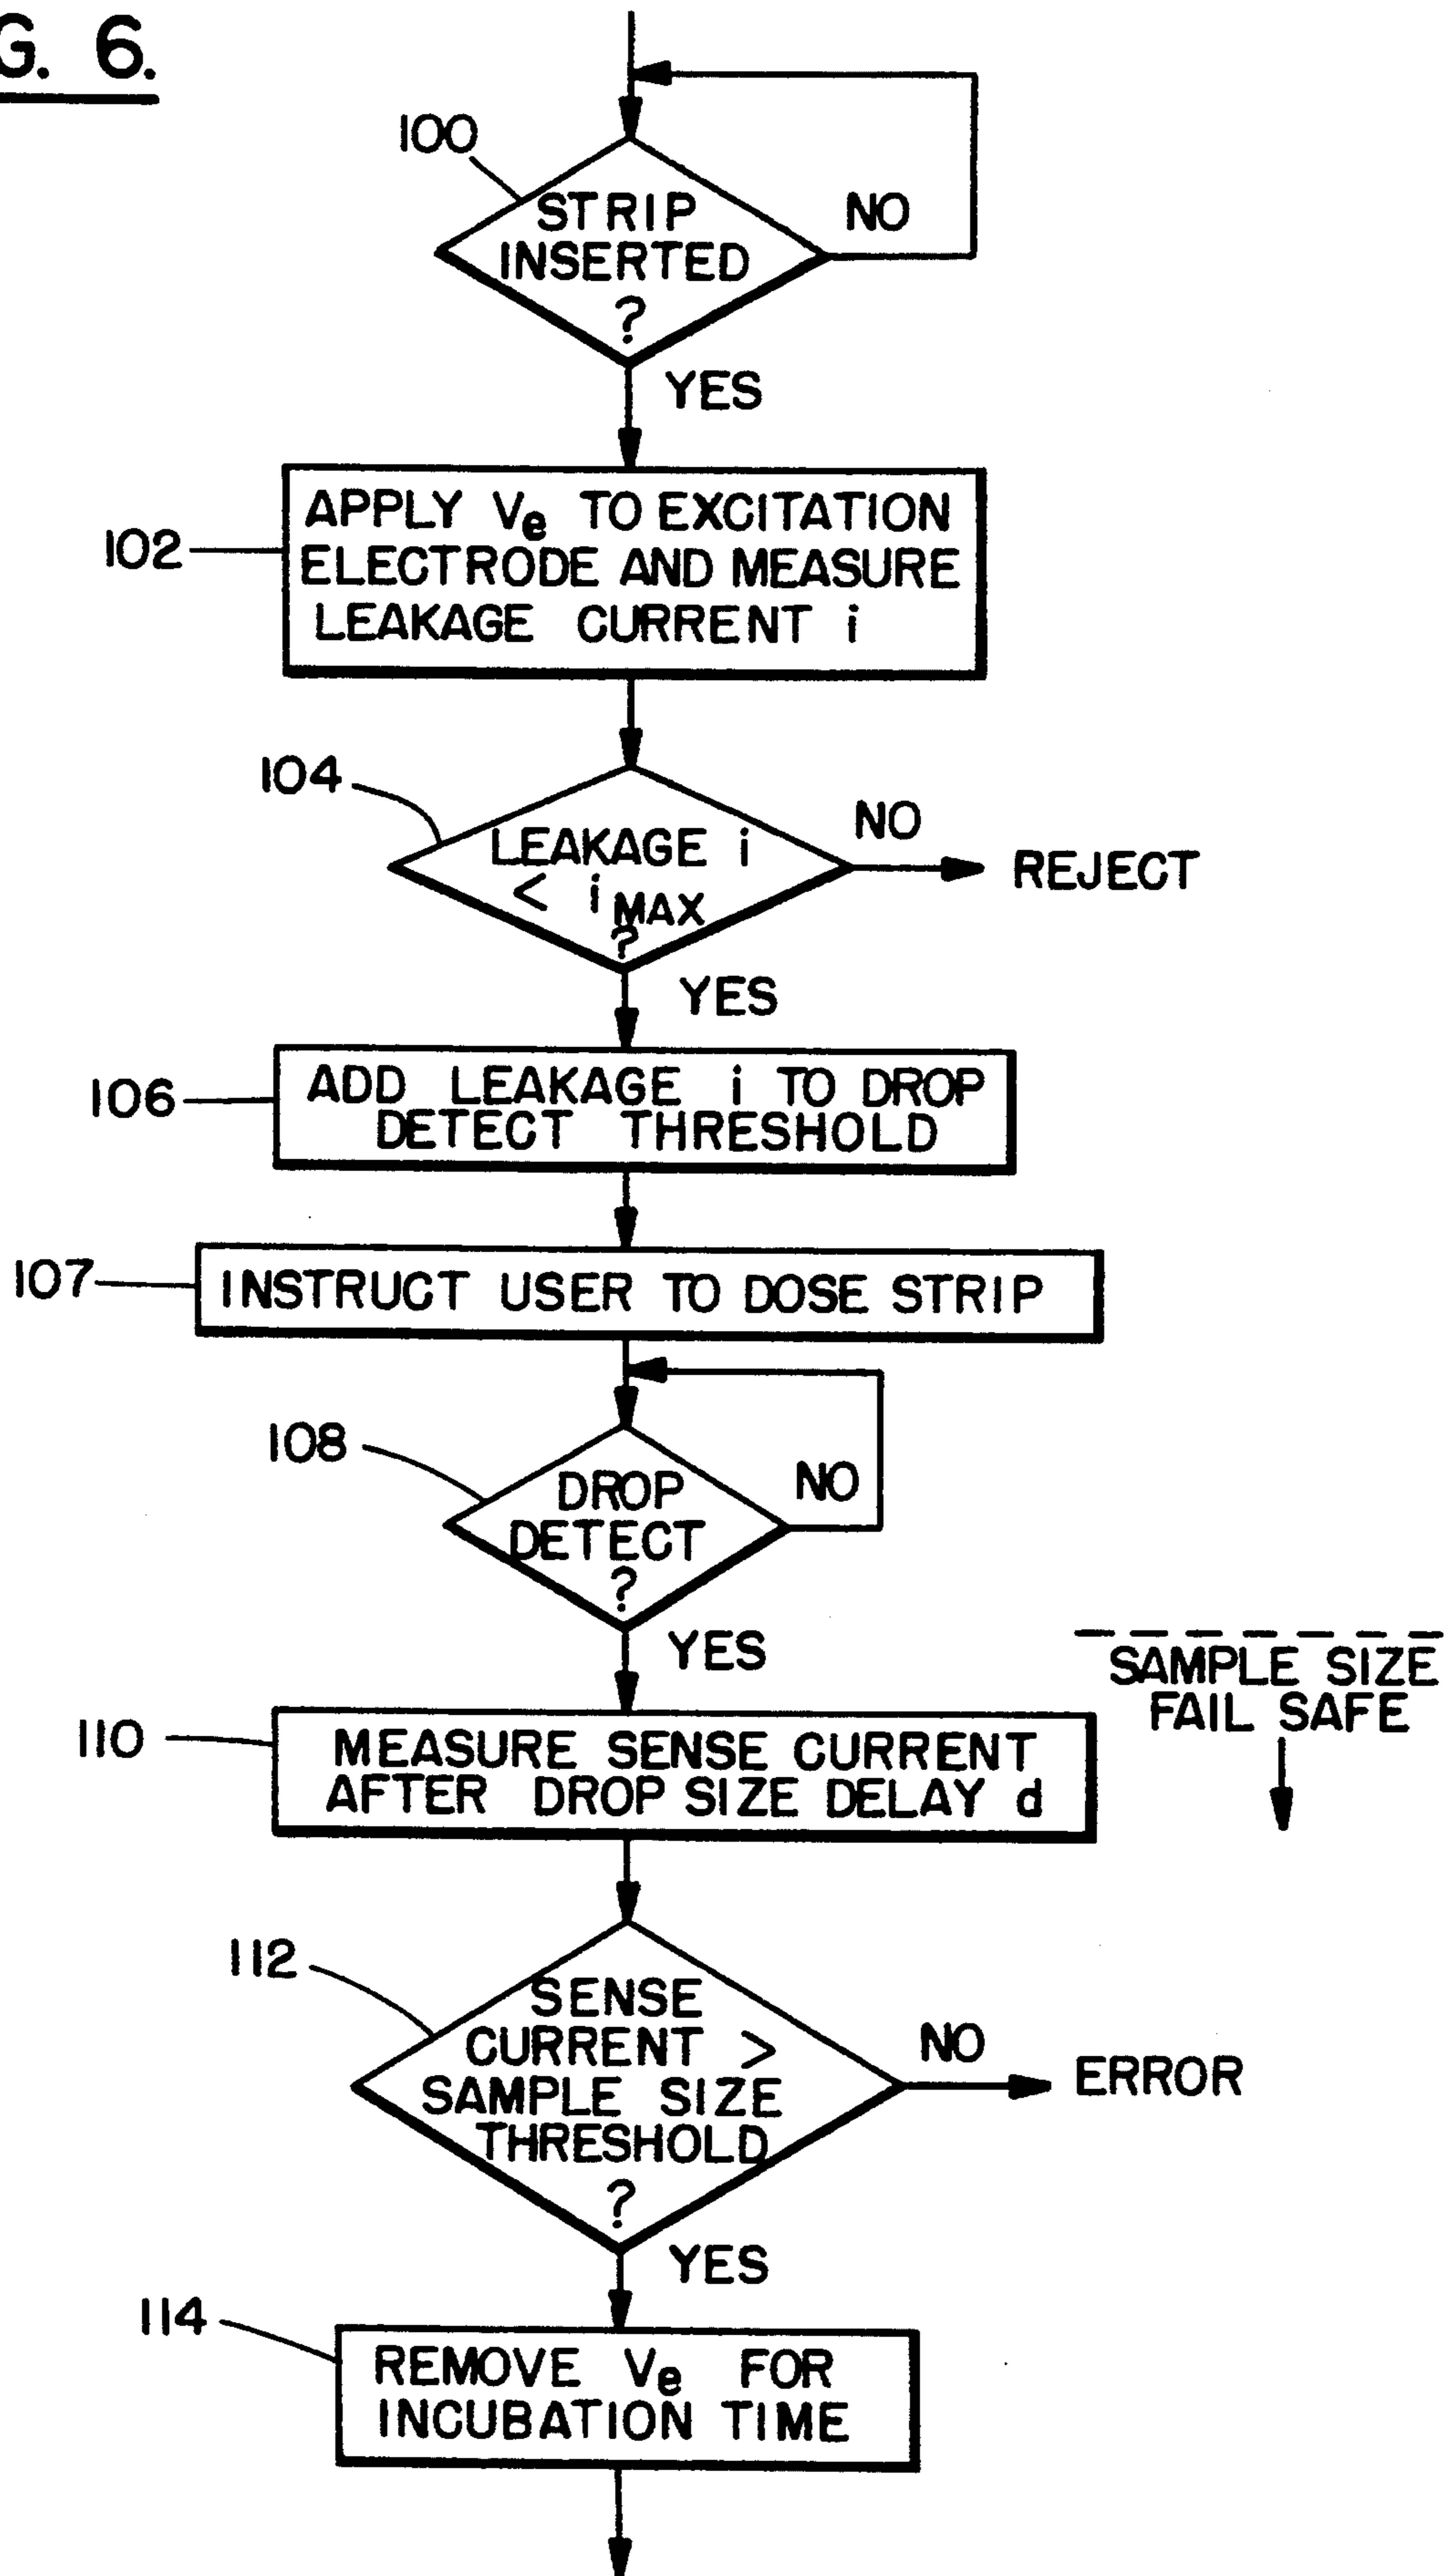 G. 6.
100
STRIP
INSERTED
?
NO
YES
102
APPLY Ve TO EXCITATION
ELECTRODE AND MEASURE
LEAKAGE CURRENT i
104
LEAKAGE i
< iMAX
?
NO
REJECT
YES
106
ADD LEAKAGE i TO DROP
DETECT THRESHOLD
107
INSTRUCT USER TO DOSE STRIP
108
DROP
DETECT
?
NO
YES
SAMPLE SIZE
FAIL SAFE
110
MEASURE SENSE CURRENT
AFTER DROP SIZE DELAY d
112
SENSE
CURRENT >
SAMPLE SIZE
THRESHOLD
?
NO
ERROR
YES
114
REMOVE Ve FOR
INCUBATION TIME